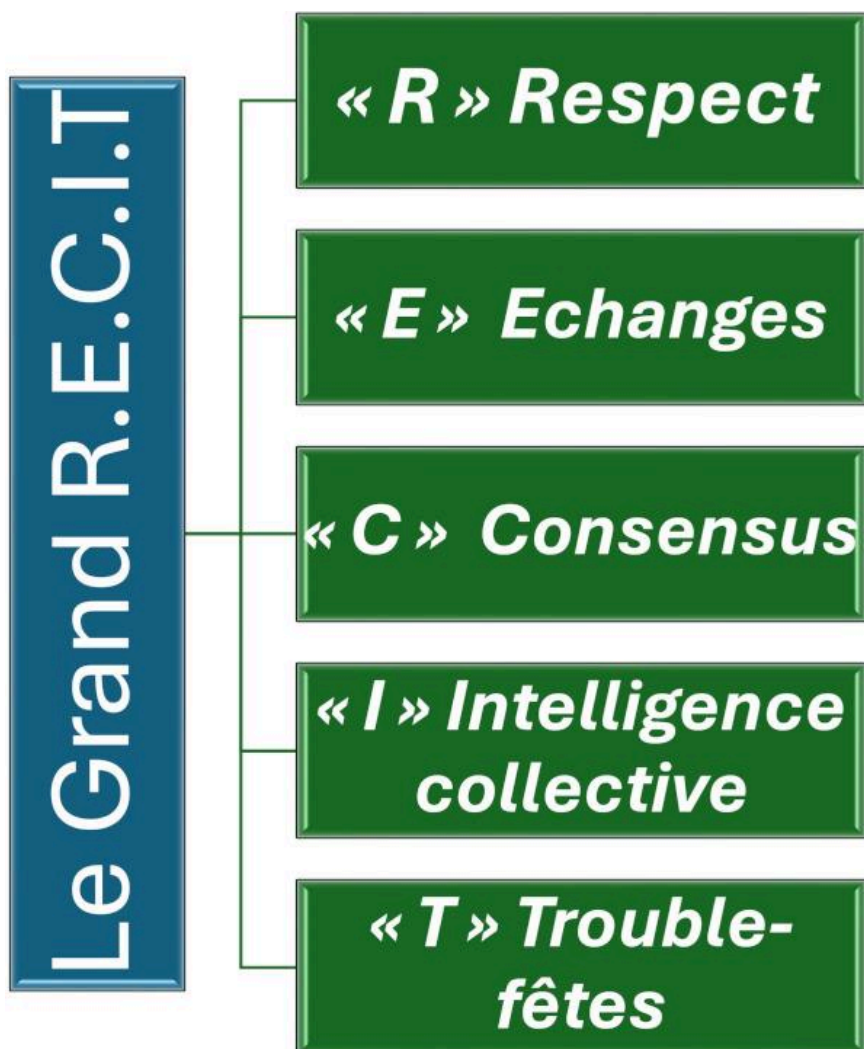 Le Grand R.E.C.I.T
« R » Respect
« E »  Echanges
« C »  Consensus
« I » Intelligence
collective
« T » Trouble-
fêtes